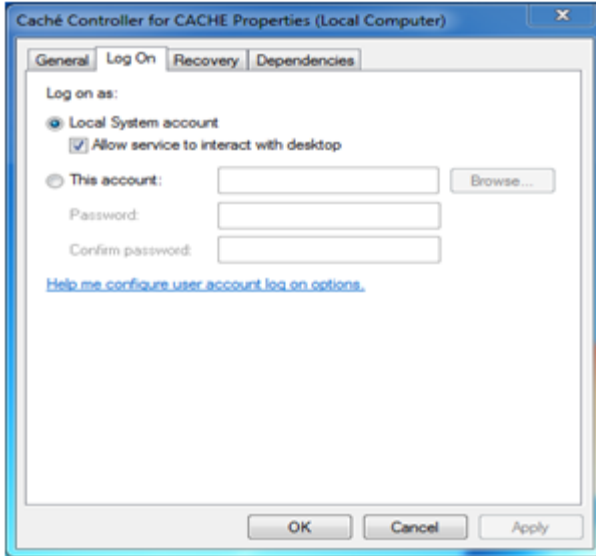 Caché Controller for CACHE Properties (Local Computer)
General Log On Recovery Dependencies
Log on as:
Local System account
Allow service to interact with desktop
This account:
Browse...
Password:
Confirm password:
Help me configure user account log on options.
OK Cancel Apply